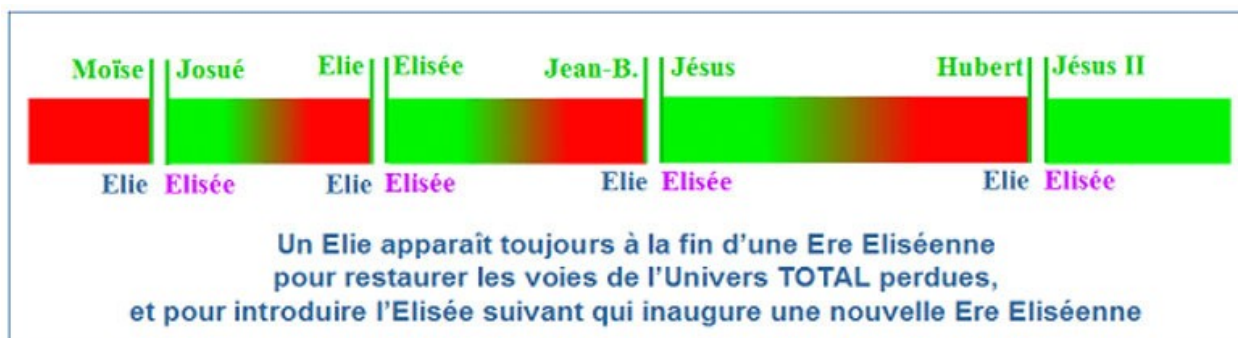 Moïse Josué Elie Elisée Jean-B. Jésus Hubert Jésus II
Elie Elisée Elie Elisée Elie Elisée Elie Elisée
Un Elie apparaît toujours à la fin d'une Ere Eliséenne
pour restaurer les voies de l'Univers TOTAL perdues,
et pour introduire l'Elisée suivant qui inaugure une nouvelle Ere Eliséenne